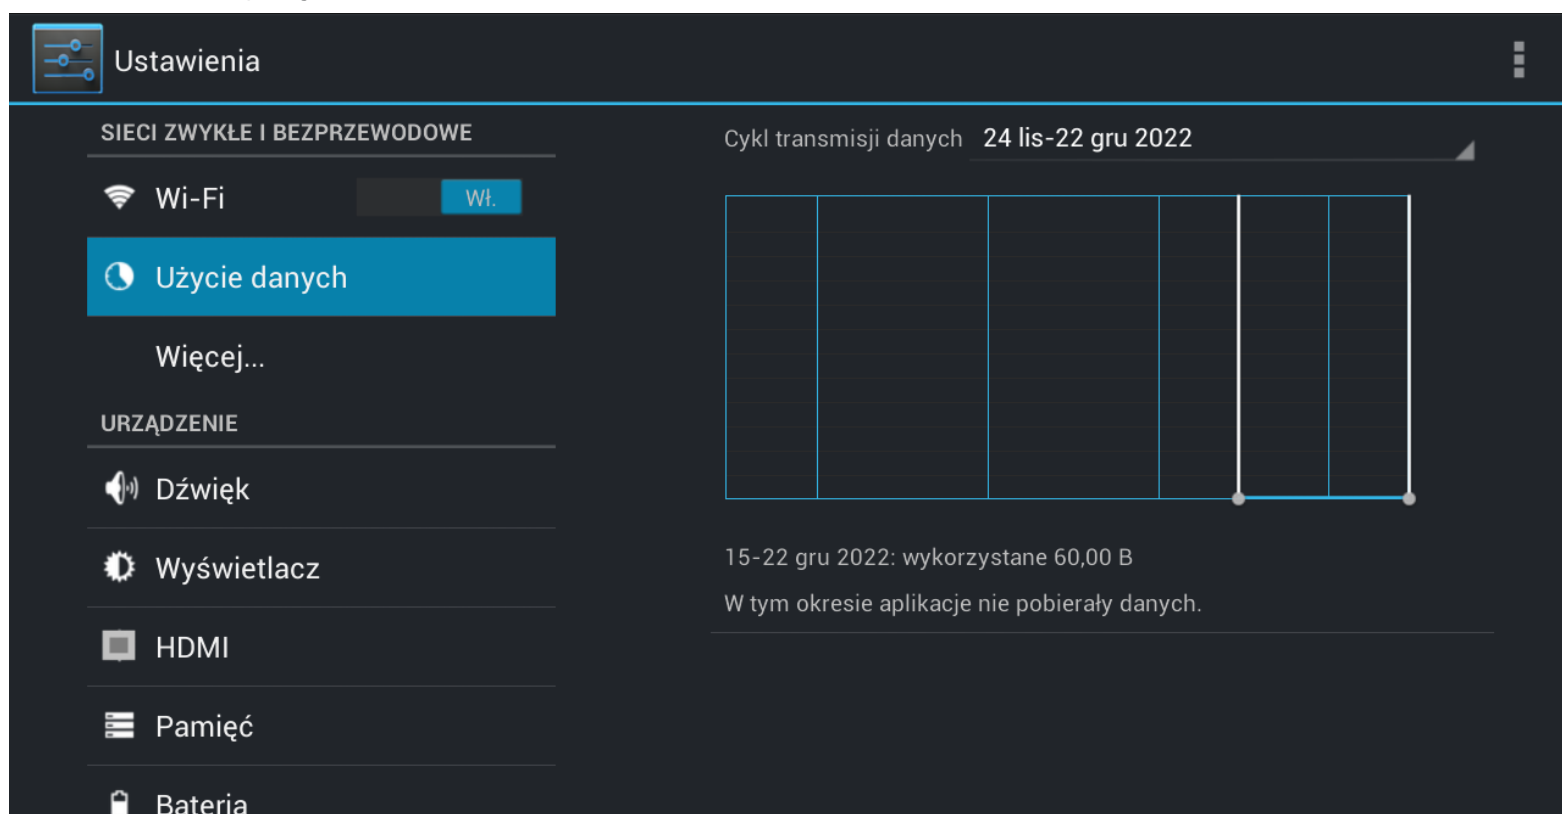 Ustawienia
SIECI ZWYKŁE I BEZPRZEWODOWE
Wi-Fi
Wł.
Użycie danych
Więcej...
URZĄDZENIE
Dźwięk
Wyświetlacz
HDMI
Pamięć
Bateria
Cykl transmisji danych 24 lis-22 gru 2022
15-22 gru 2022: wykorzystane 60,00 B
W tym okresie aplikacje nie pobierały danych.